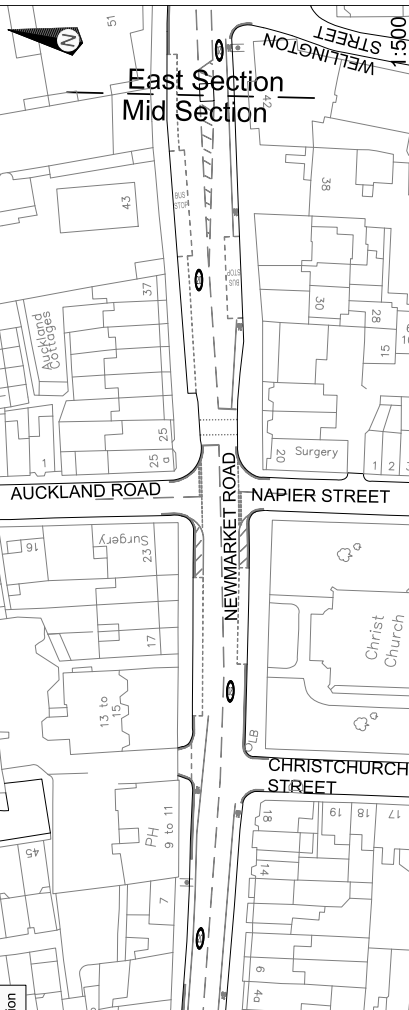 51
N
WELLINGTON
STREET
1:500
East Section
Mid Section
42
43
BUS
STOP
38
BUS
STOP
37
Auckland
Cottages
30
28
15
1
25
25
a
20
Surgery
1
2
3
AUCKLAND ROAD
NEWMARKET ROAD
NAPIER STREET
16
Surgery
23
17
Christ
Church
13 to
15
LB
CHRISTCHURCH
STREET
PH
9 to 11
18
19
18
17
45
14
7
6
4a